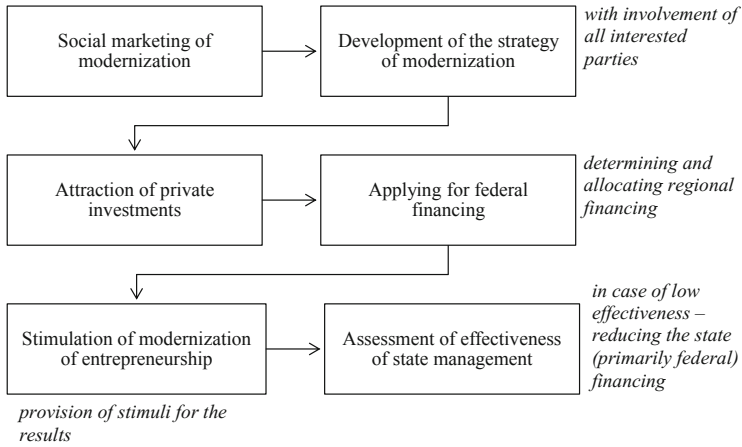 Social marketing of
modernization
Development of the strategy
of modernization
with involvement of
all interested
parties
Attraction of private
investments
Applying for federal
financing
determining and
allocating regional
financing
Stimulation of modernization
of entrepreneurship
Assessment of effectiveness
of state management
in case of low
effectiveness –
reducing the state
(primarily federal)
financing
provision of stimuli for the
results